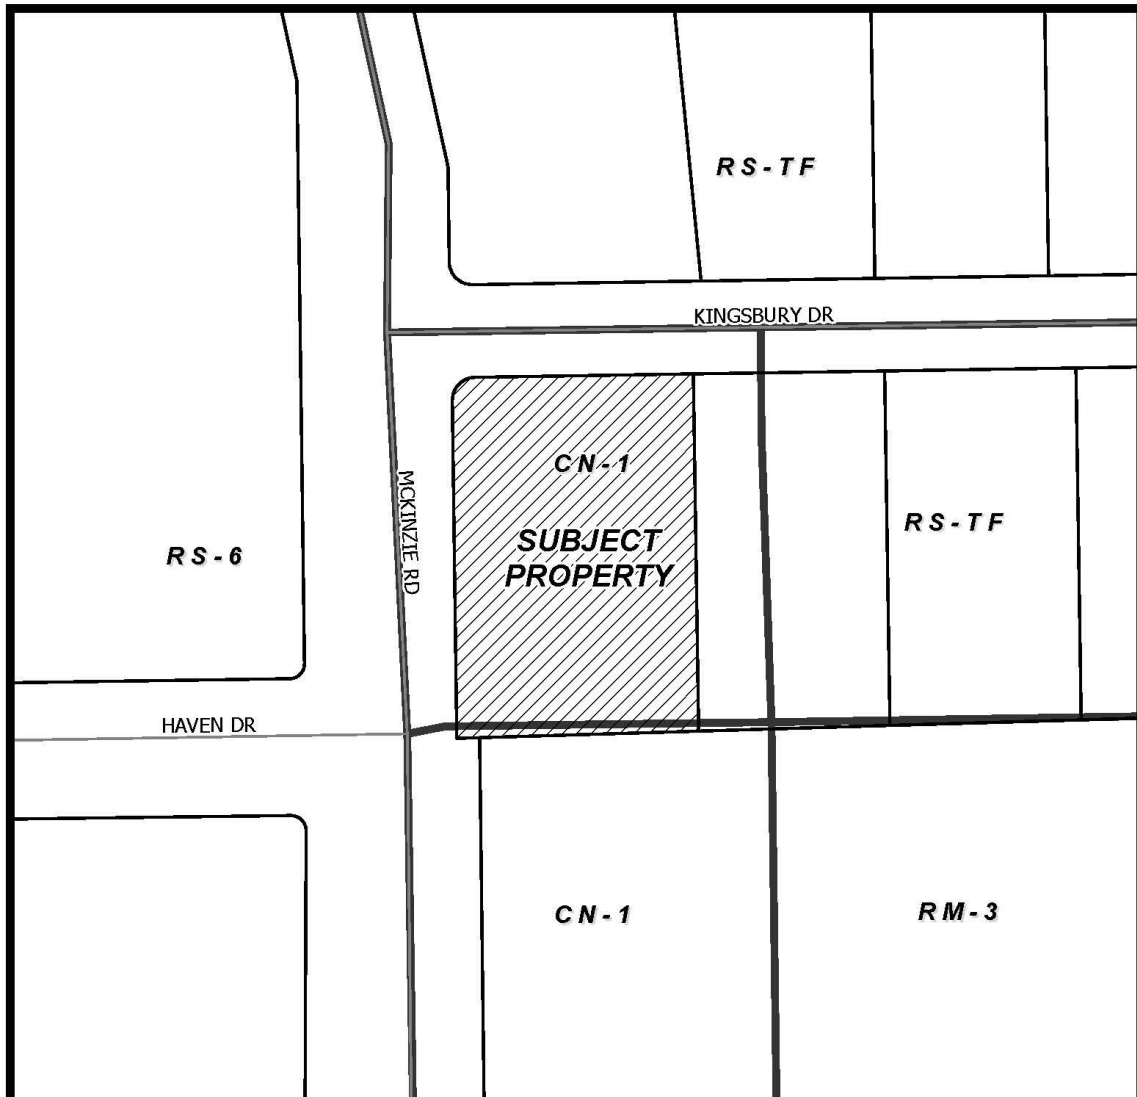 RS-TF
KINGSBURY DR
CN-1
MCKINZIE RD
RS-TF
SUBJECT
PROPERTY
RS-6
HAVEN DR
CN-1
RM-3